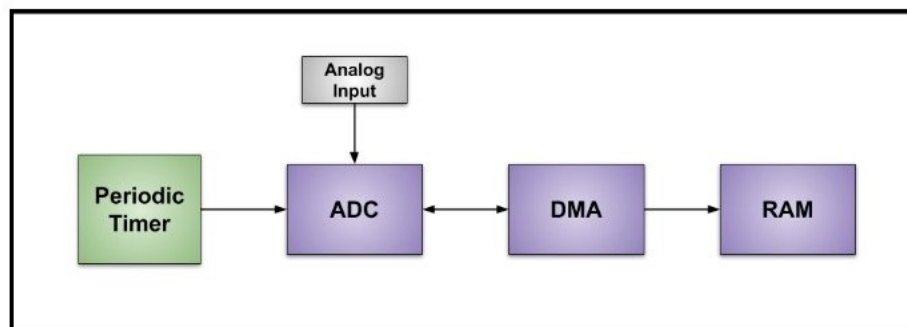 Analog
Input
Periodic
Timer
ADC
DMA
RAM